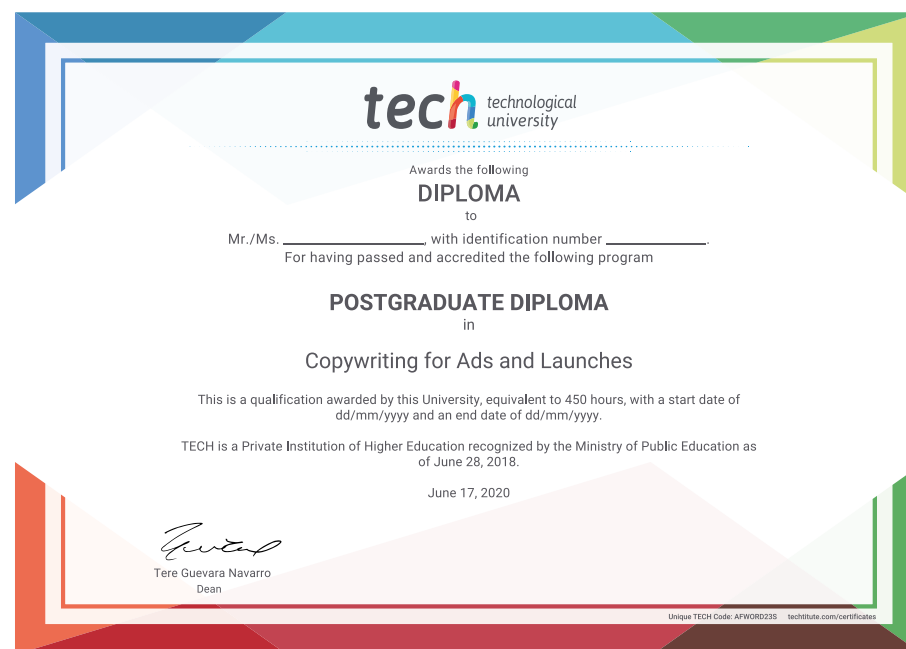 tech technological
university
Awards the following
DIPLOMA
to
Mr./Ms. ____________, with identification number ____________.
For having passed and accredited the following program
POSTGRADUATE DIPLOMA
in
Copywriting for Ads and Launches
This is a qualification awarded by this University, equivalent to 450 hours, with a start date of
dd/mm/yyyy and an end date of dd/mm/yyyy.
TECH is a Private Institution of Higher Education recognized by the Ministry of Public Education as
of June 28, 2018.
June 17, 2020
Tere Guevara Navarro
Dean
Unique TECH Code: AFWORD23S techtitute.com/certificates